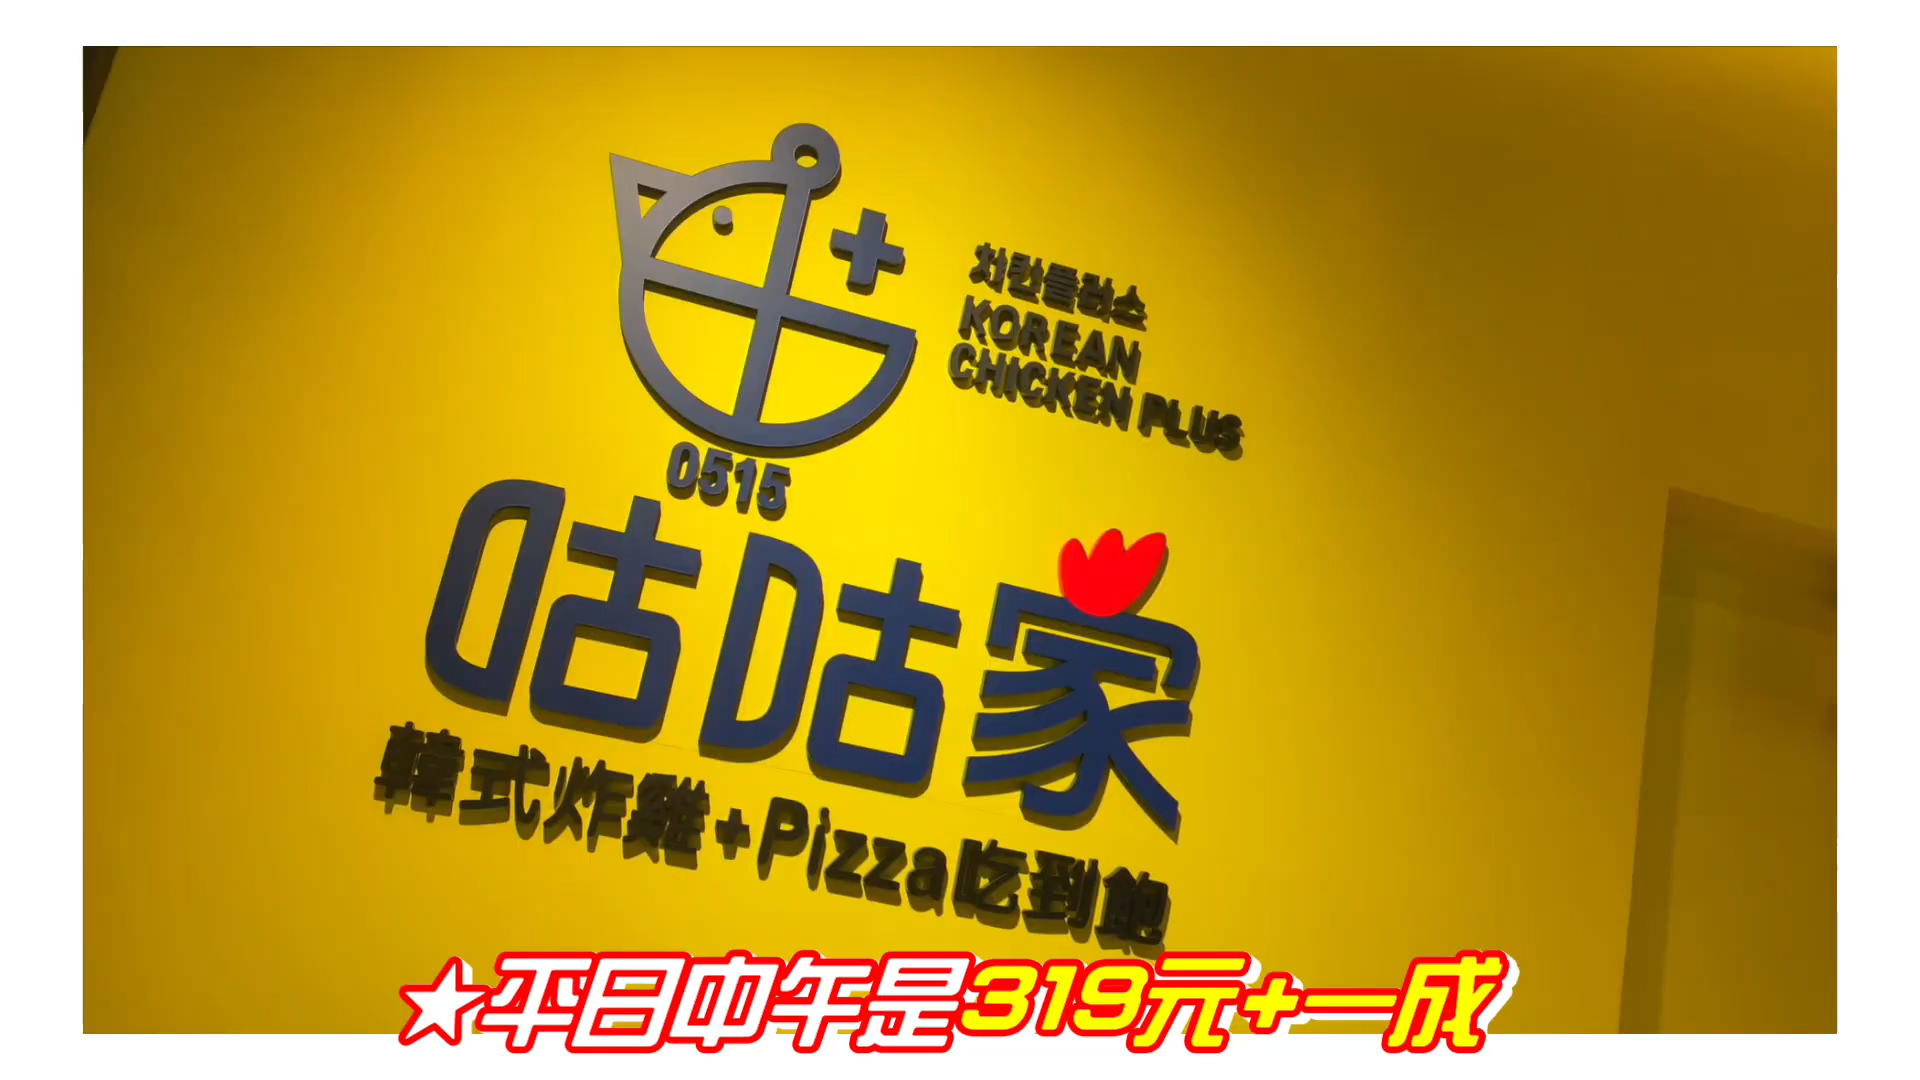 치킨플러스
KOREAN
CHICKEN PLUS
0515
咕咕家
韓式炸雞+Pizza吃到飽
★平日中午是319元+一成